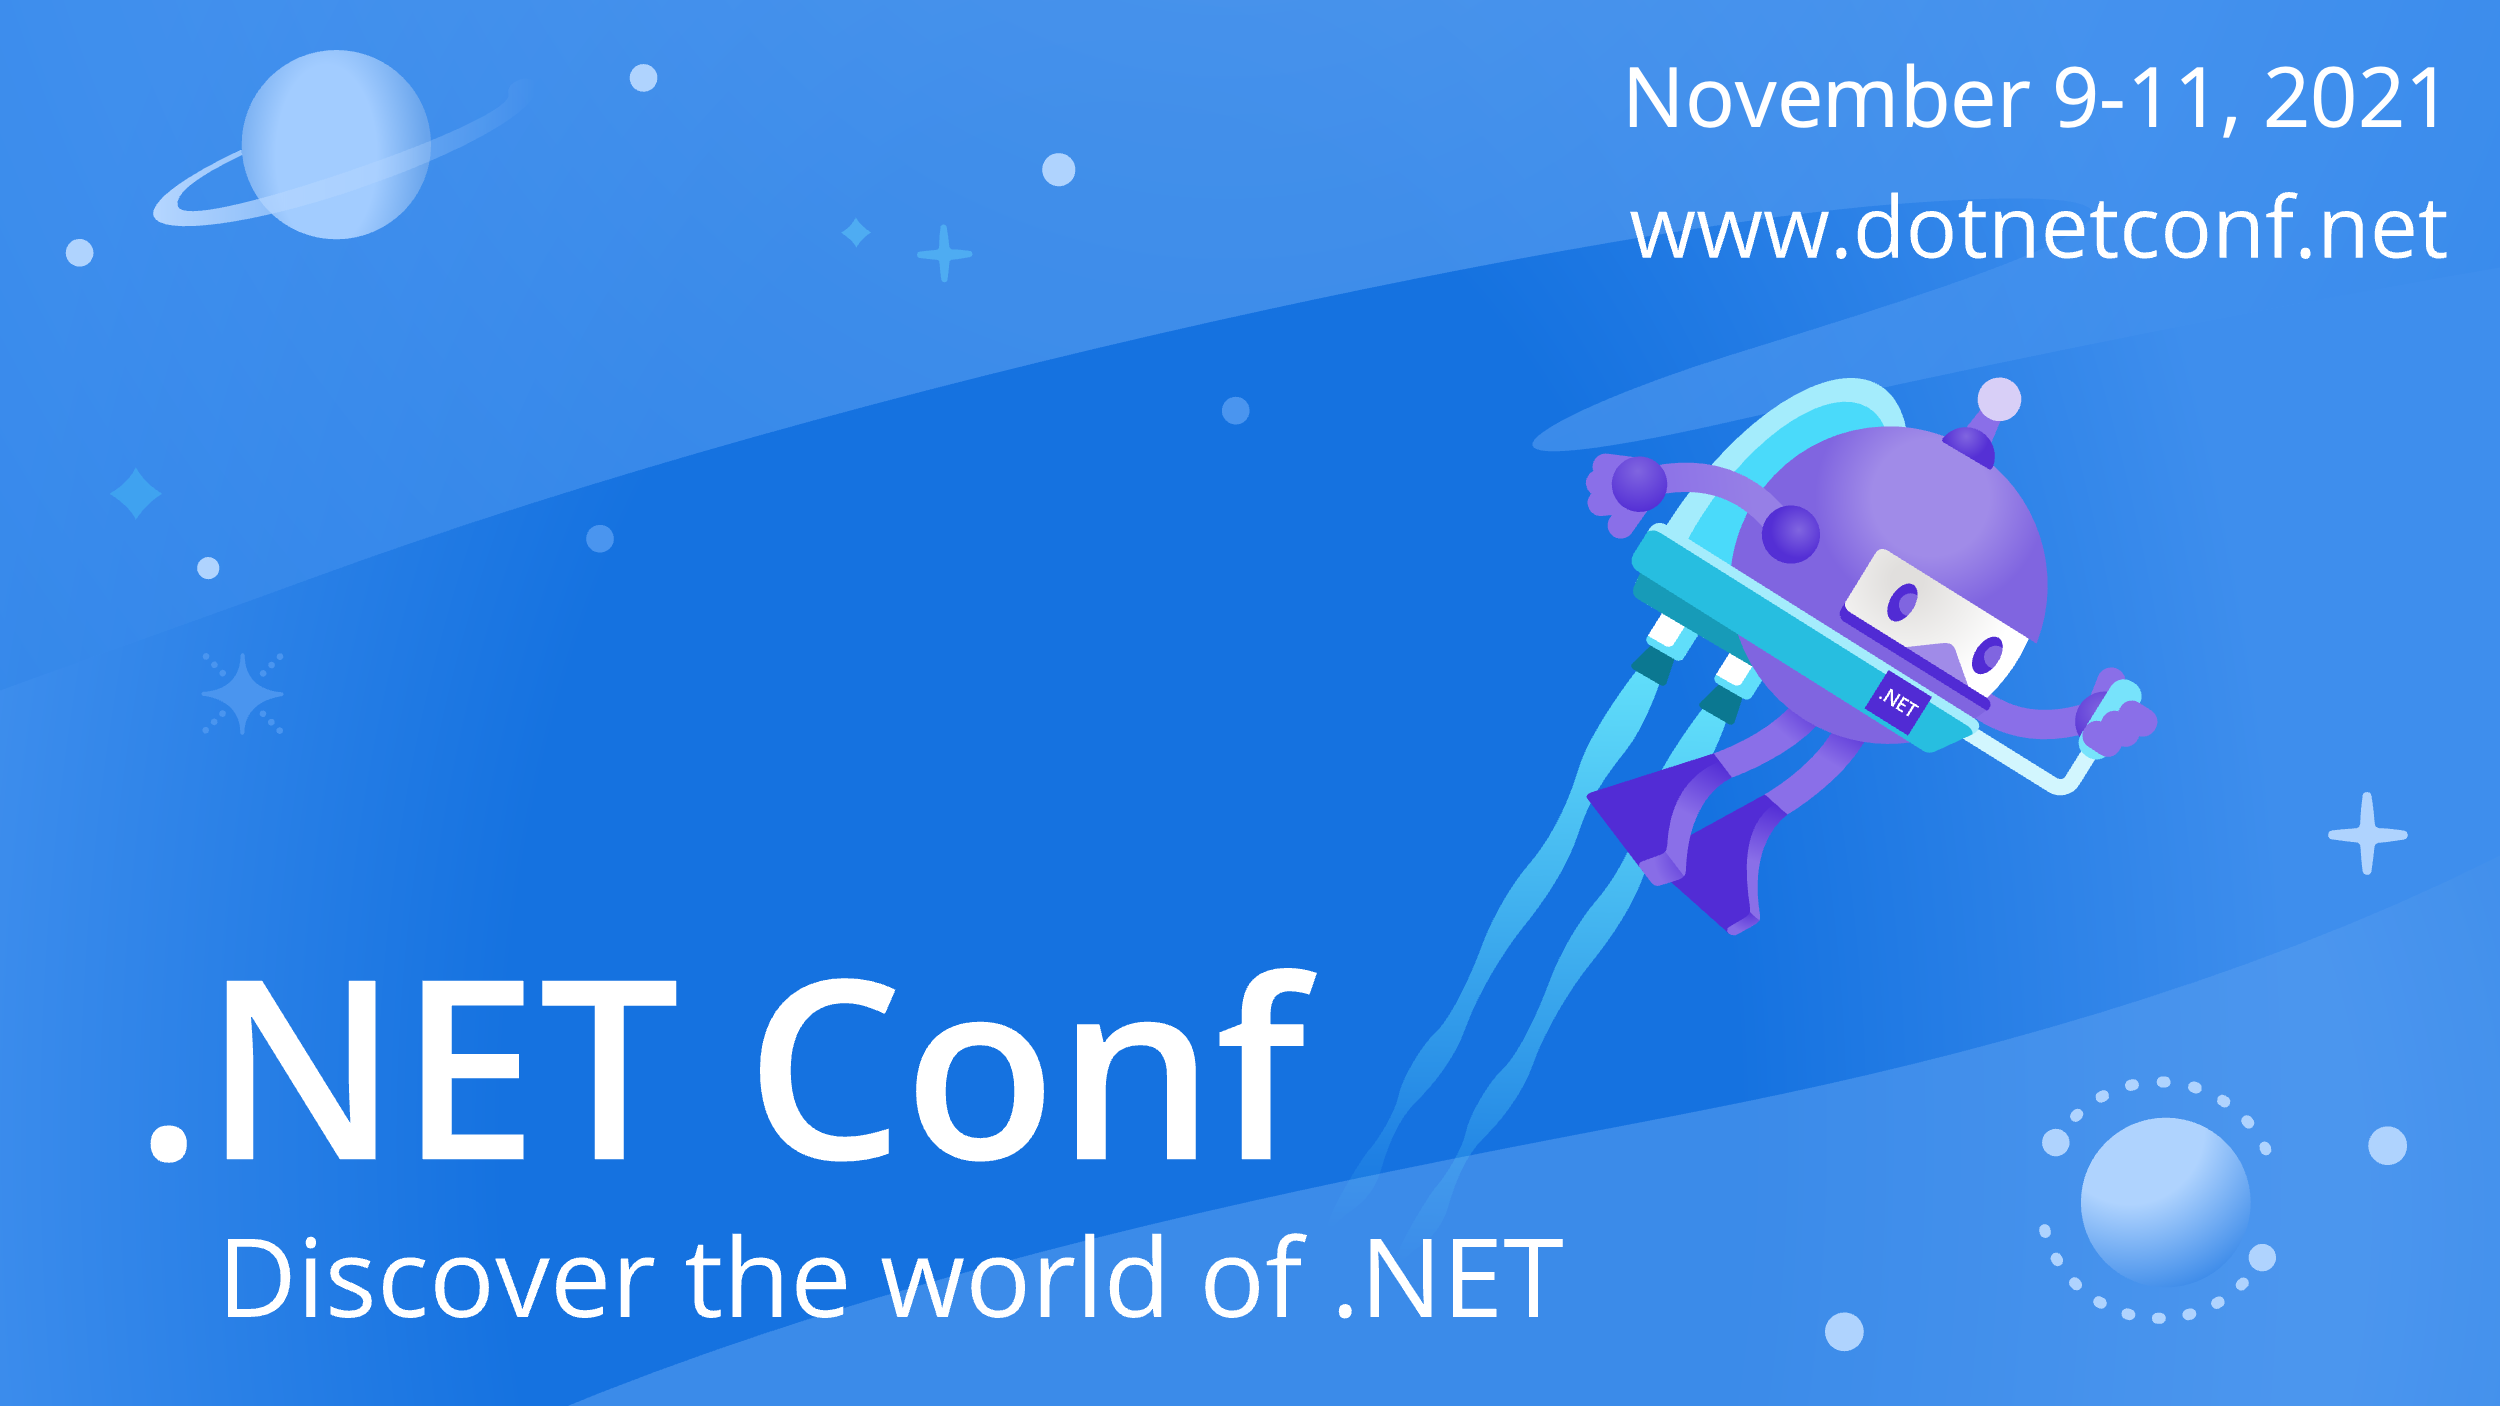 November 9-11, 2021
www.dotnetconf.net
.NET
.NET Conf
Discover the world of .NET